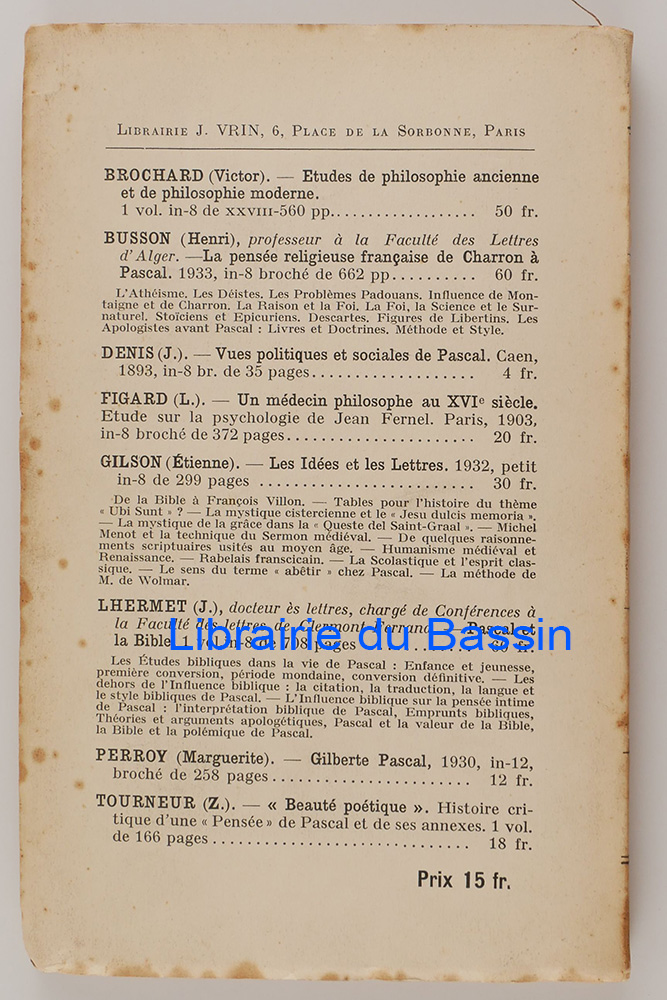 LIBRAIRIE J. VRIN, 6, PLACE DE LA SORBONNE, PARIS
BROCHARD (Victor). — Etudes de philosophie ancienne
et de philosophie moderne.
1 vol. in-8 de XXVIII-560 pp.................. 50 fr.
BUSSON (Henri), professeur à la Faculté des Lettres
d'Alger. —La pensée religieuse française de Charron à
Pascal. 1933, in-8 broché de 662 pp.......... 60 fr.
L'Athéisme. Les Déistes. Les Problèmes Padouans. Influence de Mon-
taigne et de Charron. La Raison et la Foi. La Foi, la Science et le Sur-
naturel. Stoïciens et Epicuriens. Descartes. Figures de Libertins. Les
Apologistes avant Pascal : Livres et Doctrines. Méthode et Style.
DENIS (J.). — Vues politiques et sociales de Pascal. Caen,
1893, in-8 br. de 35 pages................... 4 fr.
FIGARD (L.). — Un médecin philosophe au XVIe siècle.
Etude sur la psychologie de Jean Fernel. Paris, 1903,
in-8 broché de 372 pages...................... 20 fr.
GILSON (Étienne). — Les Idées et les Lettres. 1932, petit
in-8 de 299 pages ......................... 30 fr.
De la Bible à François Villon. — Tables pour l'histoire du thème
« Ubi Sunt » ? — La mystique cistercienne et le « Jesu dulcis memoria ».
— La mystique de la grâce dans la « Queste del Saint-Graal ». — Michel
Menot et la technique du Sermon médiéval. — De quelques raisonne-
ments scripturaires usités au moyen âge. — Humanisme médiéval et
Renaissance. — Rabelais franscicain. — La Scolastique et l'esprit clas-
sique. — Le sens du terme « abêtir » chez Pascal. — La méthode de
M. de Wolmar.
LHERMET (J.), docteur ès lettres, chargé de Conférences à
la Faculté des lettres de Clermont-Ferrand. — Pascal et
la Bible. 1 vol. in-8 de 708 pages .......... 60 fr.
Librairie du Bassin
Les Études bibliques dans la vie de Pascal : Enfance et jeunesse,
première conversion, période mondaine, conversion définitive. — Les
dehors de l'Influence biblique : la citation, la traduction, la langue et
le style bibliques de Pascal. — L'Influence biblique sur la pensée intime
de Pascal : l'interprétation biblique de Pascal, Emprunts bibliques,
Théories et arguments apologétiques, Pascal et la valeur de la Bible,
la Bible et la polémique de Pascal.
PERROY (Marguerite). — Gilberte Pascal, 1930, in-12,
broché de 258 pages....................... 12 fr.
TOURNEUR (Z.). — « Beauté poétique ». Histoire cri-
tique d'une « Pensée » de Pascal et de ses annexes. 1 vol.
de 166 pages............................. 18 fr.
Prix 15 fr.